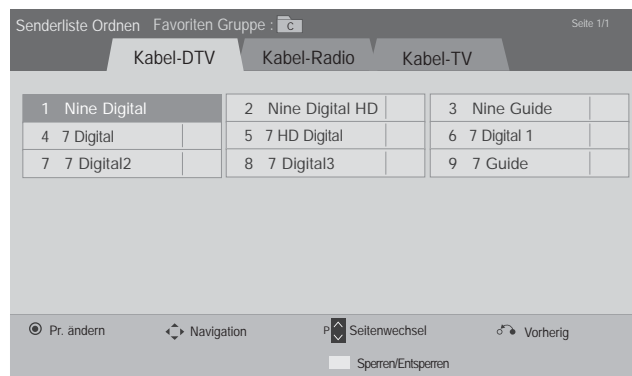 Senderliste Ordnen Favoriten Gruppe : C Seite 1/1
Kabel-DTV Kabel-Radio Kabel-TV
1 Nine Digital 2 Nine Digital HD 3 Nine Guide
4 7 Digital 5 7 HD Digital 6 7 Digital 1
7 7 Digital2 8 7 Digital3 9 7 Guide
Pr. ändern Navigation P Seitenwechsel Vorherig
Sperren/Entsperren